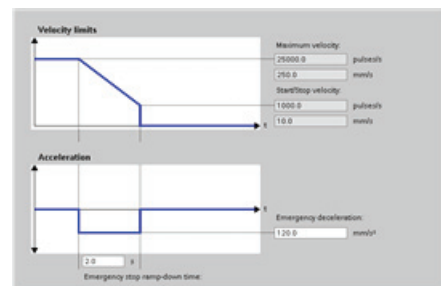 Velocity limits
Maximum velocity:
25000.0 pulses/s
250.0 mm/s
Start/Stop velocity:
1000.0 pulses/s
10.0 mm/s
t
Acceleration
t
Emergency deceleration:
120.0 mm/s²
2.0 s
Emergency stop ramp-down time: